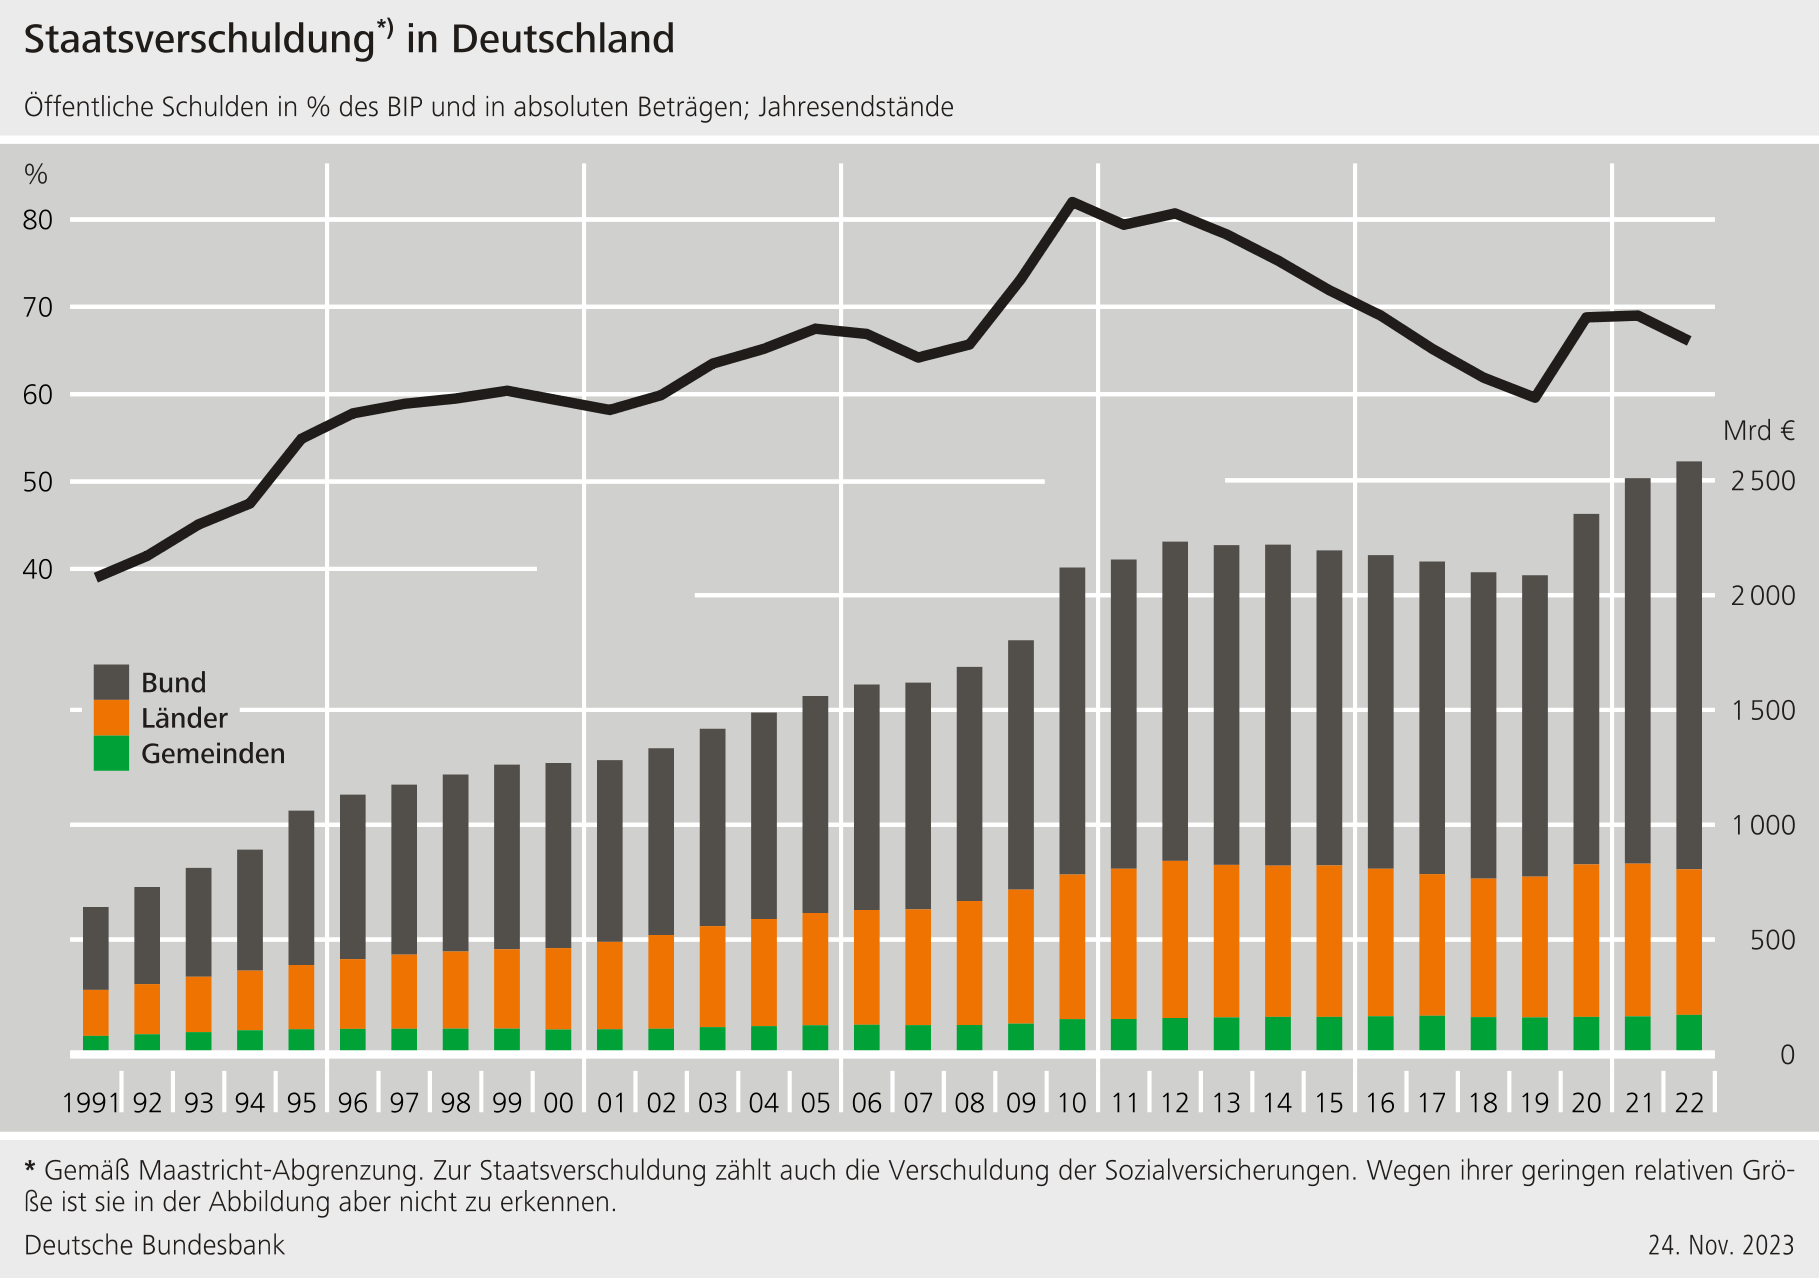 Staatsverschuldung*) in Deutschland
Öffentliche Schulden in % des BIP und in absoluten Beträgen; Jahresendstände
%
80
70
60
50
40
Mrd €
2 500
2 000
1 500
1 000
500
0
Bund
Länder
Gemeinden
1991 92 93 94 95 96 97 98 99 00 01 02 03 04 05 06 07 08 09 10 11 12 13 14 15 16 17 18 19 20 21 22
* Gemäß Maastricht-Abgrenzung. Zur Staatsverschuldung zählt auch die Verschuldung der Sozialversicherungen. Wegen ihrer geringen relativen Grö-
ße ist sie in der Abbildung aber nicht zu erkennen.
Deutsche Bundesbank
24. Nov. 2023